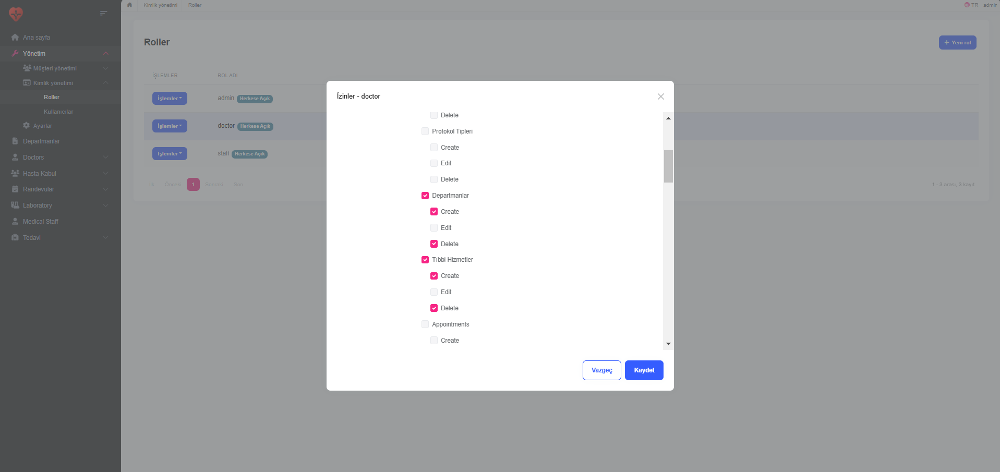 Kimlik yönetimi
Roller
TR
admin
Ana sayfa
Yönetim
Müşteri yönetimi
Kimlik yönetimi
Roller
Kullanıcılar
Ayarlar
Departmanlar
Doctors
Hasta Kabul
Randevular
Laboratory
Medical Staff
Tedavi
Roller
+ Yeni rol
İŞLEMLER
ROL ADI
İşlemler
admin
Herkese Açık
İşlemler
doctor
Herkese Açık
İşlemler
staff
Herkese Açık
İlk
Önceki
1
Sonraki
Son
1 - 3 arası, 3 kayıt
İzinler - doctor
Delete
Protokol Tipleri
Create
Edit
Delete
Departmanlar
Create
Edit
Delete
Tıbbi Hizmetler
Create
Edit
Delete
Appointments
Create
Vazgeç
Kaydet